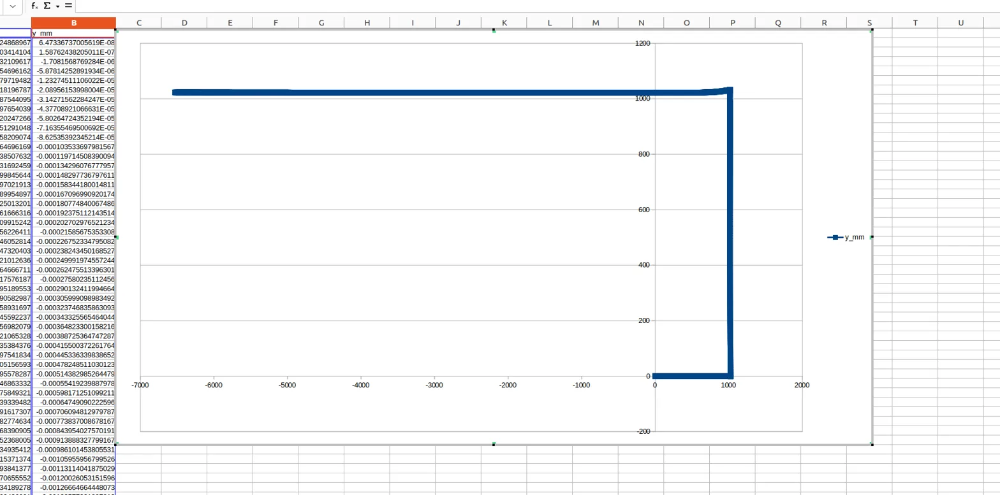 fx Σ =
B C D E F G H I J K L M N O P Q R S T U
y_mm
24868967 6.47336737005619E-08
03414104 1.58762438205011E-07
32109617 -1.7081568769284E-06
54696162 -5.87814252891934E-06
79719482 -1.23274511106022E-05
18196787 -2.08956153998004E-05
87544095 -3.14271562284247E-05
97654039 -4.37708921066631E-05
20247266 -5.80264724352194E-05
51291048 -7.16355469500692E-05
58209074 -8.62535392345214E-05
64696169 -0.000103533697981567
38507632 -0.000119714508390094
31692459 -0.000134296076777957
99845644 -0.000148297736797611
97021913 -0.000158344180014811
89954897 -0.000167096990920174
25013201 -0.000180774840067486
61666316 -0.000192375112143514
09915242 -0.000202702976521234
56226411 -0.00021585675353308
46052814 -0.000226752334795082
47320403 -0.000238243450168527
21012636 -0.000249991974557244
64666711 -0.000262475513396301
17576187 -0.00027580235112456
95189553 -0.000290132411994664
90582987 -0.000305999098983492
58931697 -0.000323746835863093
45592237 -0.000343325565464044
56982079 -0.000364823300158216
21065328 -0.000388725364747287
35384376 -0.000415500372261764
97541834 -0.000445336339838652
05156593 -0.000478248511030123
95578287 -0.000514382985264479
46863332 -0.00055419239887978
75849321 -0.000598171251099211
39339482 -0.00064749090222596
91617307 -0.000706094812979787
82774634 -0.000773837008678167
68390905 -0.000843954027570191
52368005 -0.000913888327799167
34935412 -0.000986101453805531
15371374 -0.00105955956799526
93841377 -0.00113114041875029
70655552 -0.00120026053151596
34189278 -0.00126664664448073
1200
1000
800
600
400
200
0
-200
-7000 -6000 -5000 -4000 -3000 -2000 -1000 0 1000 2000
y_mm